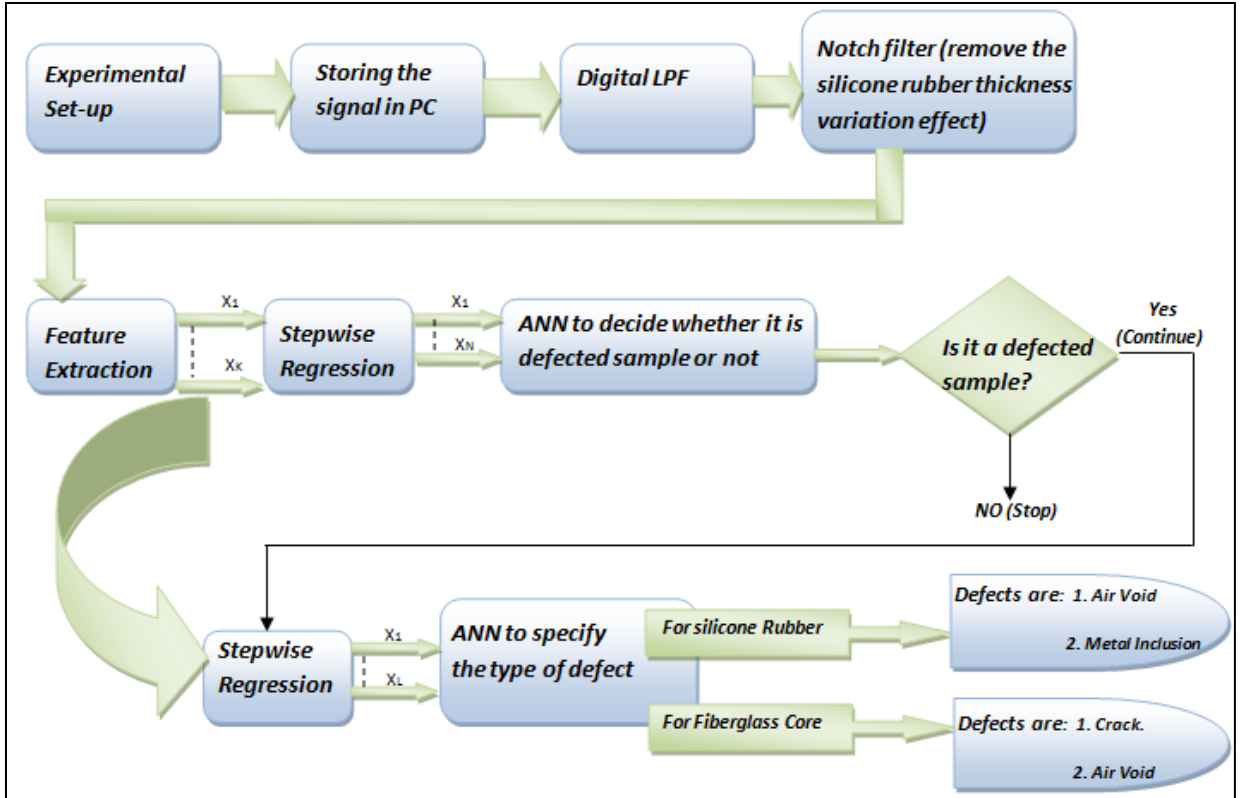 Experimental
Set-up
Storing the
signal in PC
Digital LPF
Notch filter (remove the
silicone rubber thickness
variation effect)
Feature
Extraction
X1
XK
Stepwise
Regression
X1
XN
ANN to decide whether it is
defected sample or not
Is it a defected
sample?
Yes
(Continue)
NO (Stop)
Stepwise
Regression
X1
XL
ANN to specify
the type of defect
For silicone Rubber
Defects are: 1. Air Void
2. Metal Inclusion
For Fiberglass Core
Defects are: 1. Crack.
2. Air Void